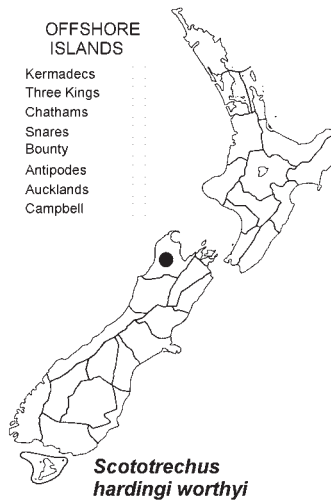 OFFSHORE
ISLANDS
Kermadecs
Three Kings
Chathams
Snares
Bounty
Antipodes
Aucklands
Campbell
Scototrechus
hardingi worthyi